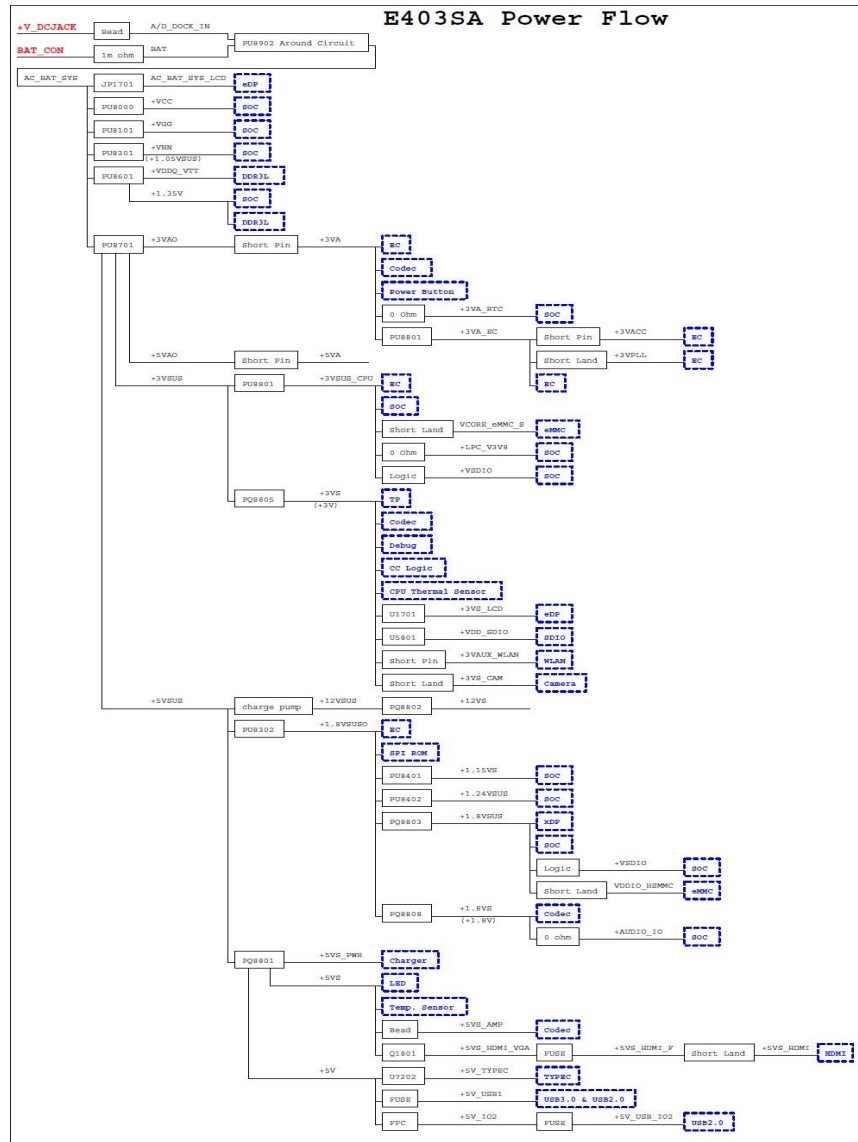 E403SA Power Flow
+V_DCJACK Bead A/D_DOCK_IN
PU8902 Around Circuit
BAT_CON 1m ohm BAT
AC_BAT_SYS JP1701 AC_BAT_SYS_LCD eDP
PU8000 +VCC SOC
PU8101 +VGG SOC
PU8301 +VNN SOC
(+1.05VSUS)
PU8601 +VDDQ_VTT DDR3L
+1.35V SOC
DDR3L
PU8701 +3VAO Short Pin +3VA EC
Codec
Power Button
0 Ohm +3VA_RTC SOC
PU8801 +3VA_EC Short Pin +3VACC EC
+5VAO Short Pin +5VA Short Land +3VPLL EC
+3VSUS PU8801 +3VSUS_CPU EC EC
SOC
Short Land VCORE_eMMC_S eMMC
0 Ohm +LPC_V3V8 SOC
Logic +VSDIO SOC
PQ8805 +3VS TP
(+3V)
Codec
Debug
CC Logic
CPU Thermal Sensor
U1701 +3VS_LCD eDP
U5801 +VDD_SDIO SDIO
Short Pin +3VAUX_WLAN WLAN
Short Land +3VS_CAM Camera
+5VSUS charge pump +12VSUS PQ8802 +12VS
PU8302 +1.8VSUSO EC
SPI ROM
PU8401 +1.15VS SOC
PU8402 +1.24VSUS SOC
PQ8803 +1.8VSUS XDP
SOC
Logic +VSDIO SOC
Short Land VDDIO_HSMMC eMMC
PQ8808 +1.8VS Codec
(+1.8V)
0 ohm +AUDIO_IO SOC
PQ8801 +5VS_PWR Charger
+5VS LED
Temp. Sensor
Bead +5VS_AMP Codec
Q1801 +5VS_HDMI_VGA FUSE +5VS_HDMI_F Short Land +5VS_HDMI HDMI
+5V U7202 +5V_TYPEC TYPEC
FUSE +5V_USB1 USB3.0 & USB2.0
FPC +5V_IO2 FUSE +5V_USB_IO2 USB2.0